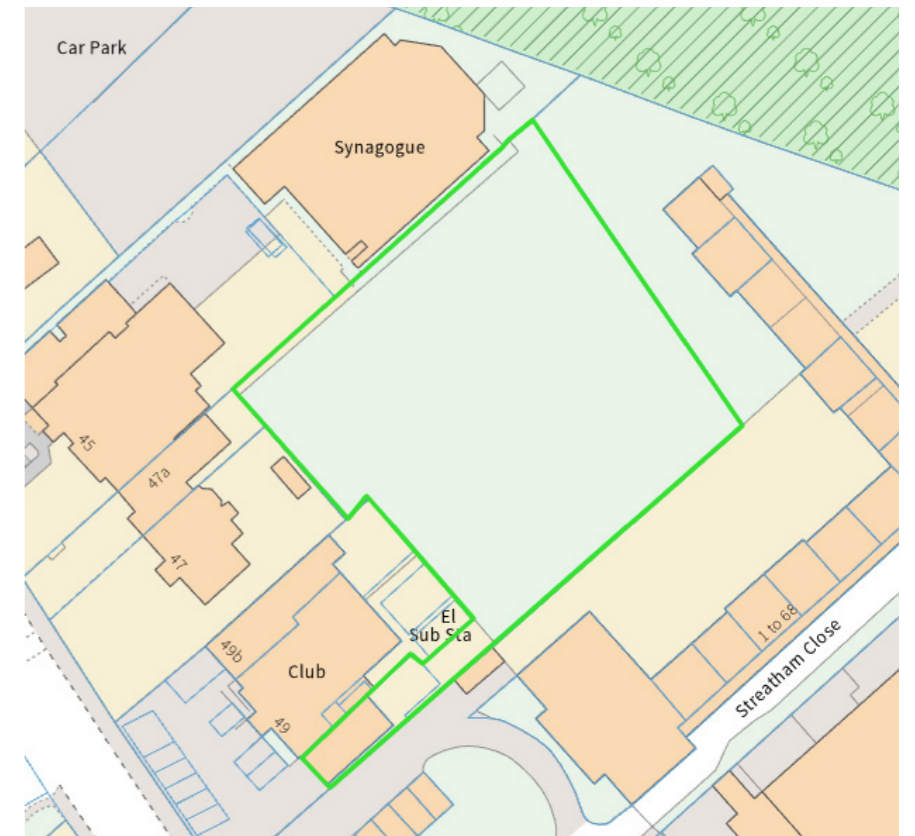 Car Park
Synagogue
45
47a
47
El
Sub Sta
49b
Club
49
1 to 68
Streatham Close